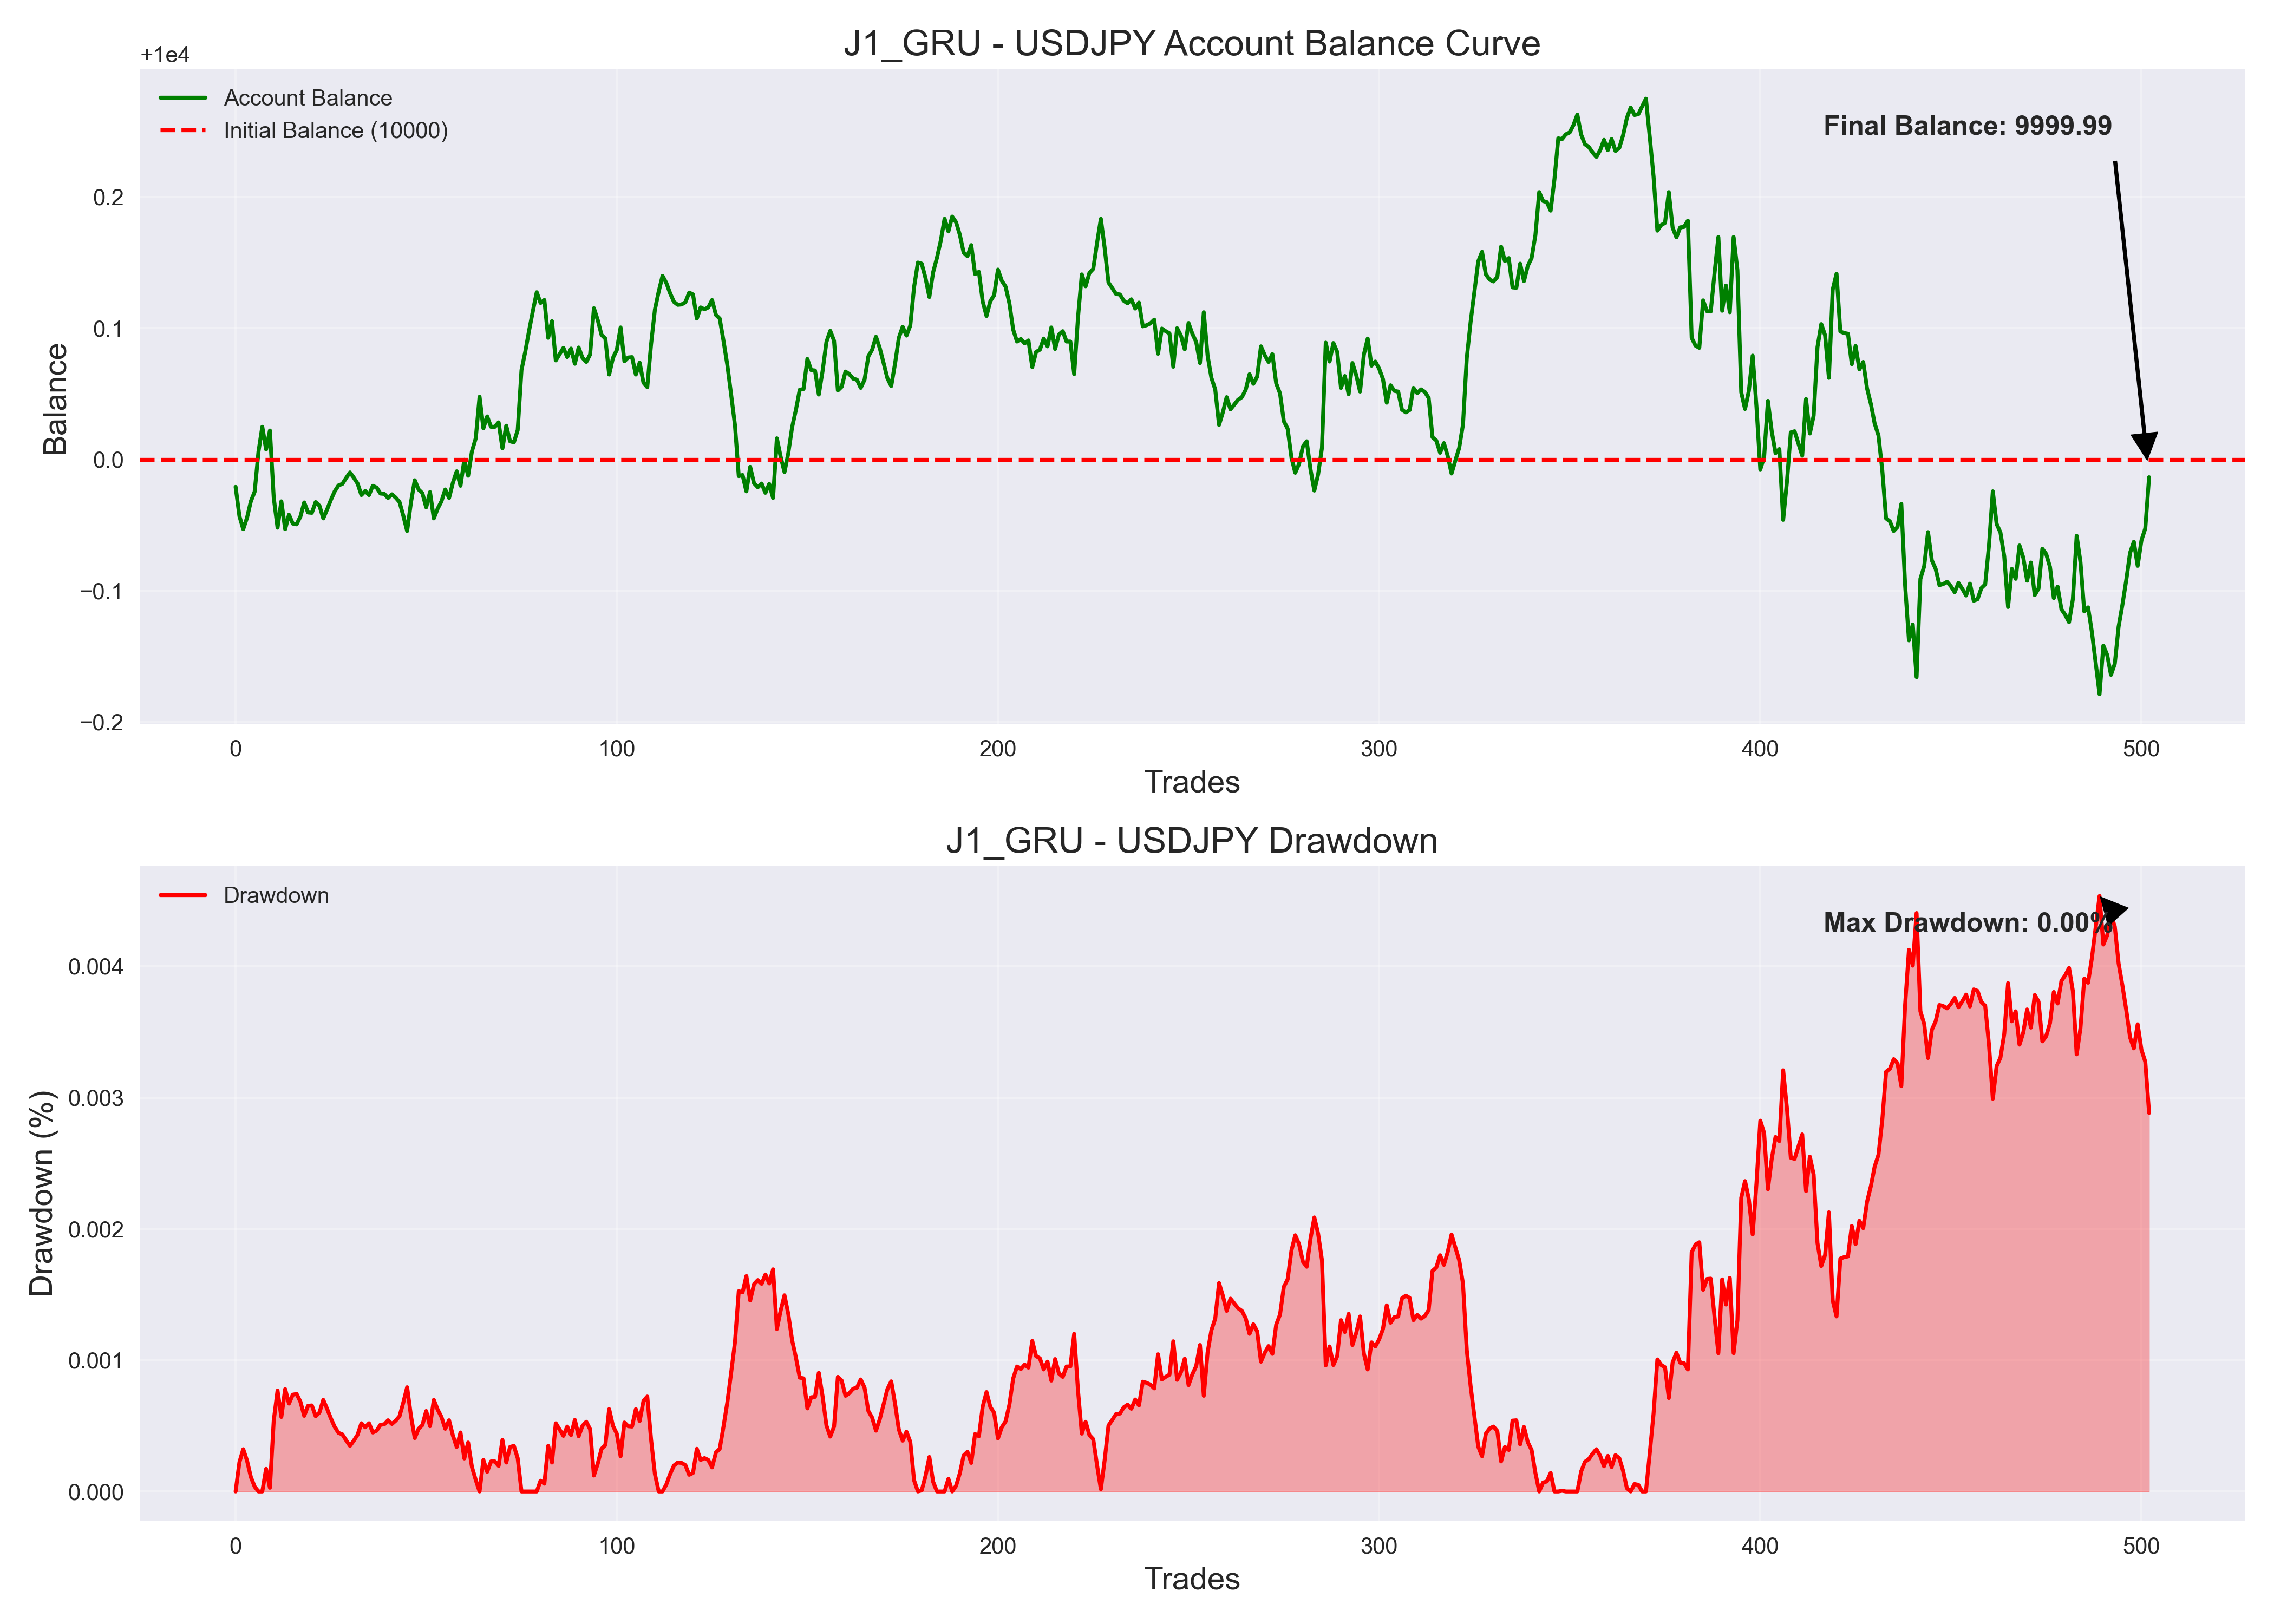 J1_GRU - USDJPY Account Balance Curve
+1e4
Account Balance
Initial Balance (10000)
Final Balance: 9999.99
Balance
0.2
0.1
0.0
−0.1
−0.2
0 100 200 300 400 500
Trades
J1_GRU - USDJPY Drawdown
Drawdown
Max Drawdown: 0.00%
Drawdown (%)
0.004
0.003
0.002
0.001
0.000
0 100 200 300 400 500
Trades